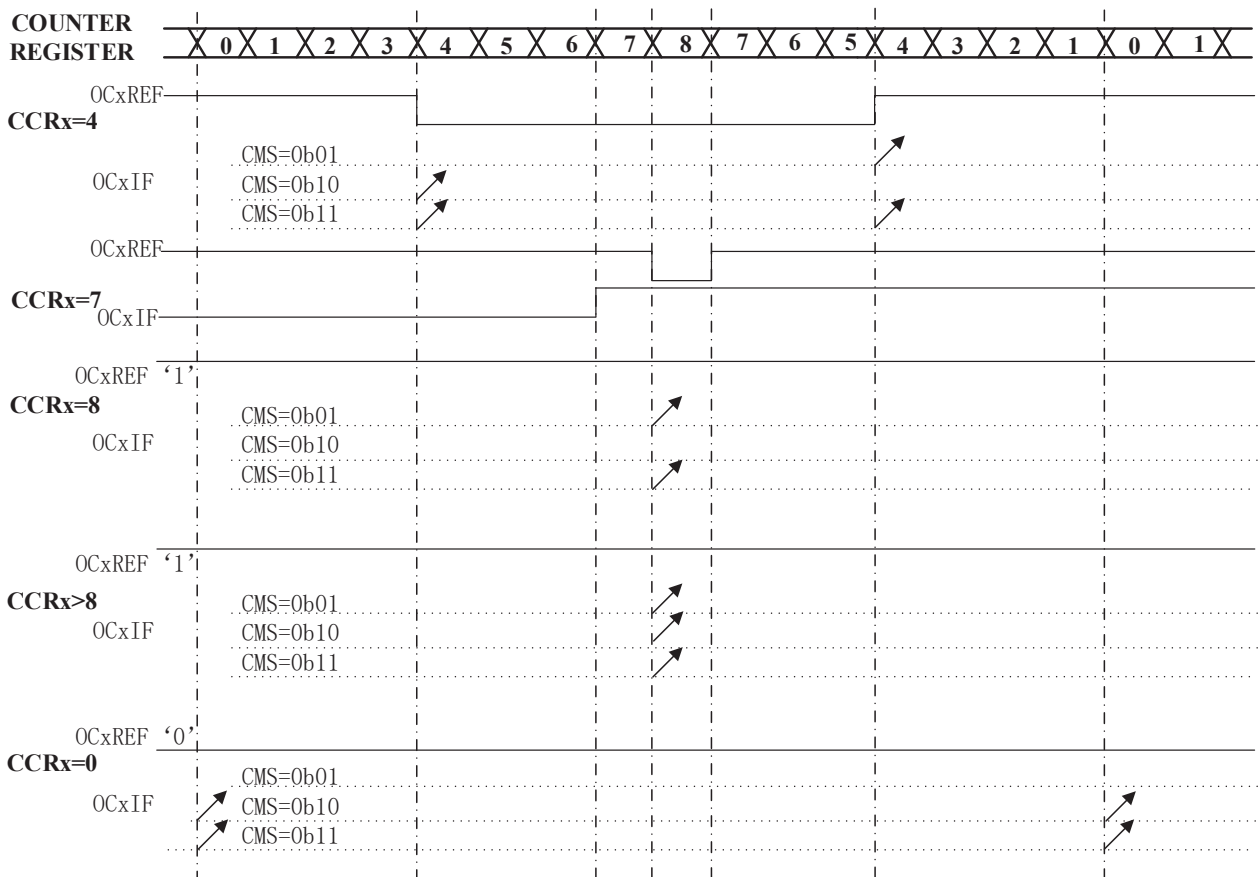 COUNTER
REGISTER
0 1 2 3 4 5 6 7 8 7 6 5 4 3 2 1 0 1
OCxREF
CCRx=4
CMS=0b01
OCxIF
CMS=0b10
CMS=0b11
OCxREF
CCRx=7
OCxIF
OCxREF ‘1’
CCRx=8
CMS=0b01
OCxIF
CMS=0b10
CMS=0b11
OCxREF ‘1’
CCRx>8
CMS=0b01
OCxIF
CMS=0b10
CMS=0b11
OCxREF ‘0’
CCRx=0
CMS=0b01
OCxIF
CMS=0b10
CMS=0b11